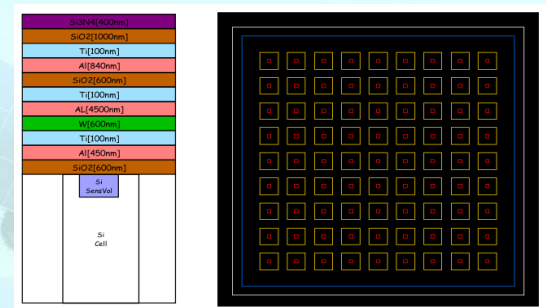 Si3N4[400nm]
SiO2[1000nm]
Ti[100nm]
Al[840nm]
SiO2[600nm]
Ti[100nm]
AL[4500nm]
W[600nm]
Ti[100nm]
Al[450nm]
SiO2[600nm]
Si
SensVol
Si
Cell